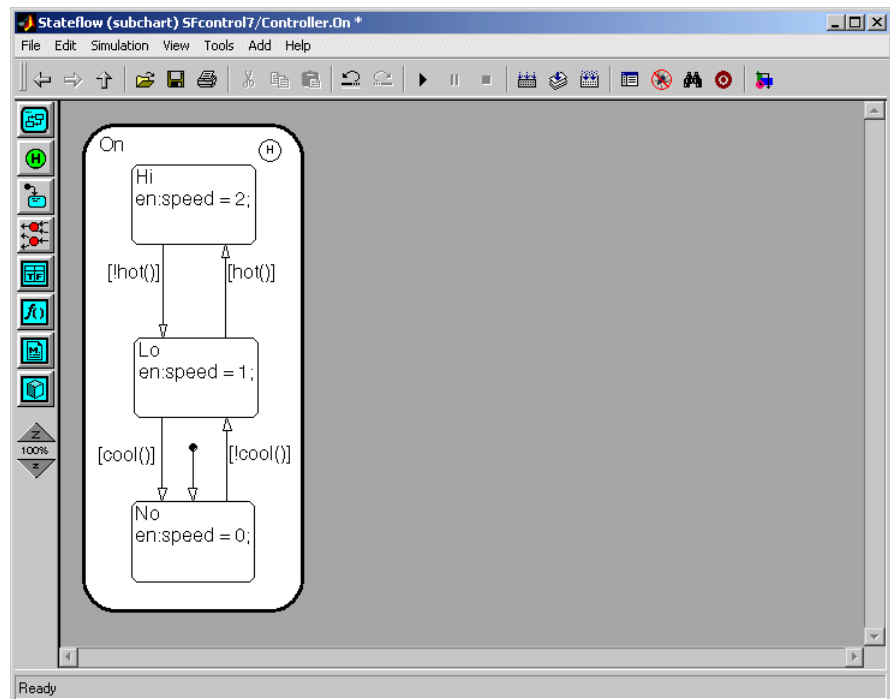 Stateflow (subchart) SFcontrol7/Controller.On *
File Edit Simulation View Tools Add Help
On
H
Hi
en:speed = 2;
[!hot()]
[hot()]
Lo
en:speed = 1;
[cool()]
[!cool()]
No
en:speed = 0;
H
TF
f()
M
Z
100%
z
Ready